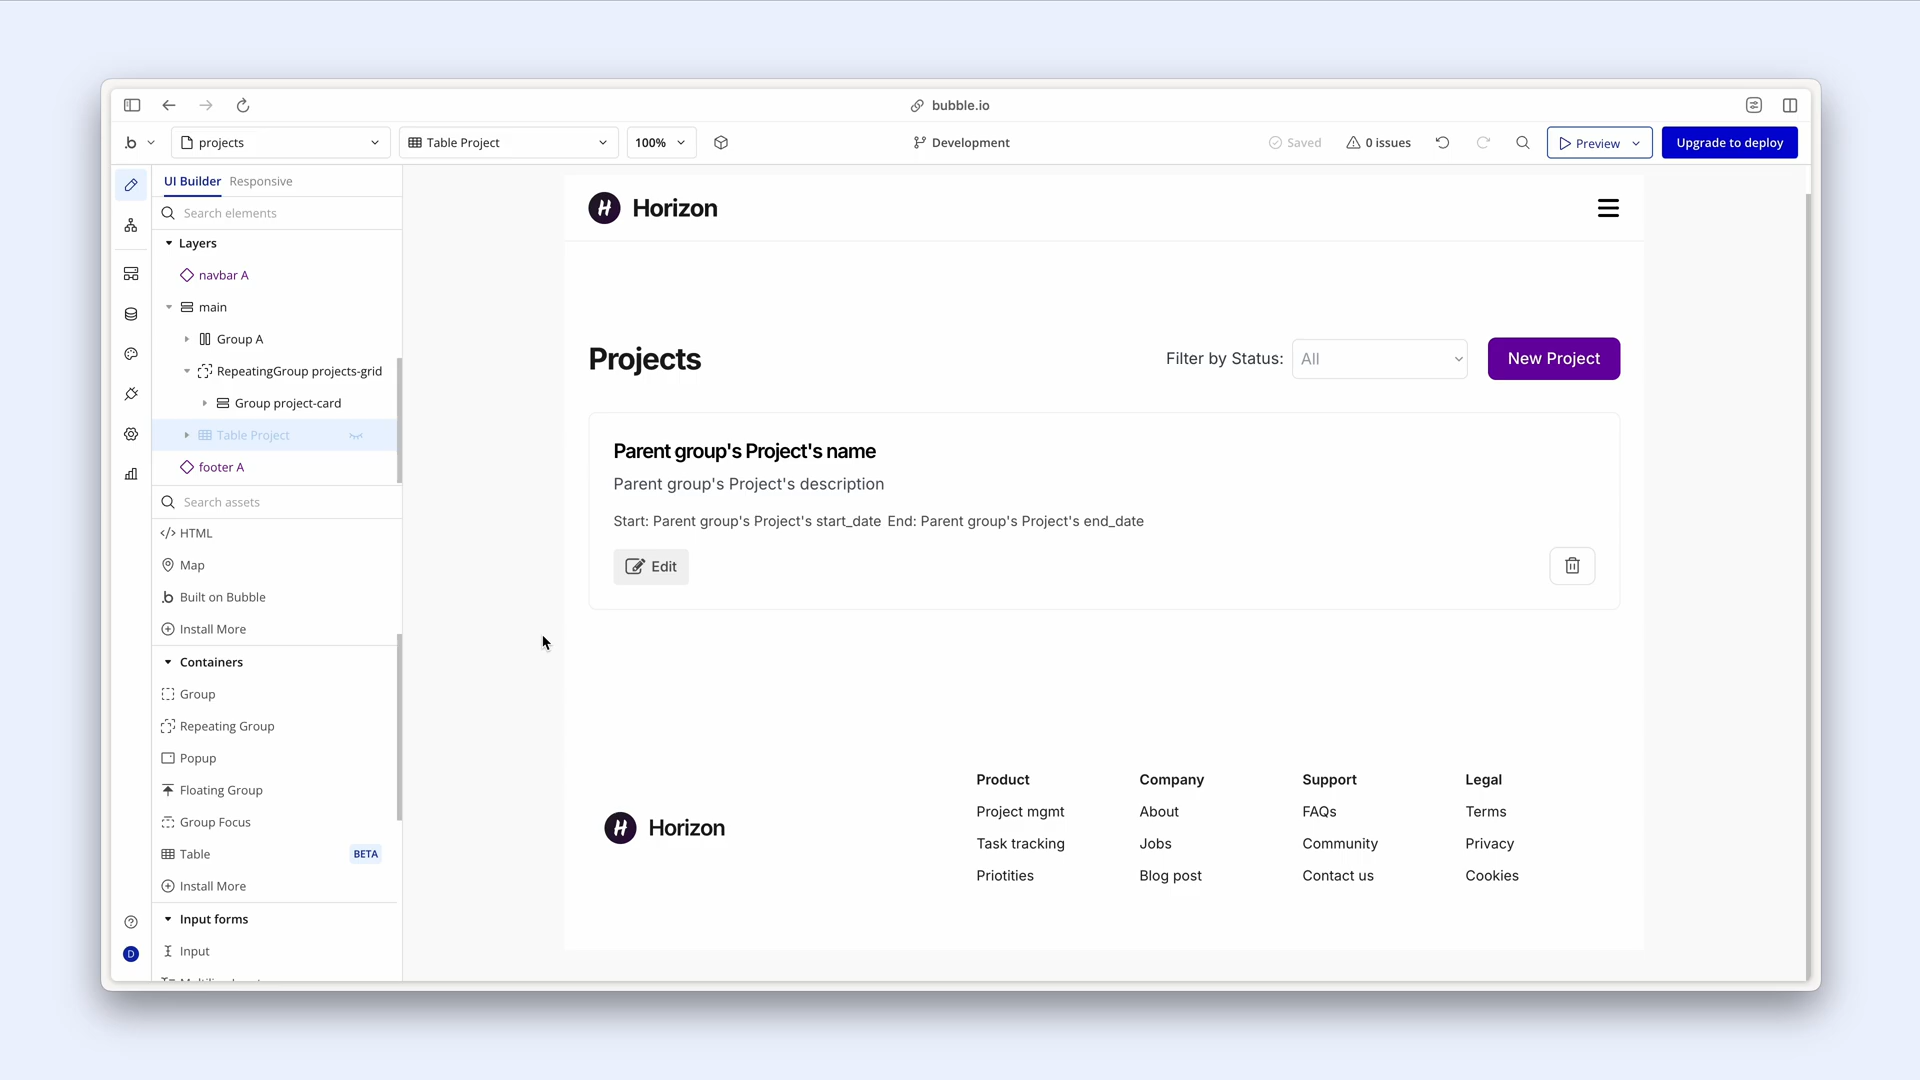 bubble.io
projects
Table Project
100%
Development
Saved
0 issues
Preview
Upgrade to deploy
UI Builder
Responsive
Search elements
Layers
navbar A
main
Group A
RepeatingGroup projects-grid
Group project-card
Table Project
footer A
Search assets
HTML
Map
Built on Bubble
Install More
Containers
Group
Repeating Group
Popup
Floating Group
Group Focus
Table BETA
Install More
Input forms
Input
D
H Horizon
Projects
Filter by Status: All
New Project
Parent group's Project's name
Parent group's Project's description
Start: Parent group's Project's start_date End: Parent group's Project's end_date
Edit
H Horizon
Product
Project mgmt
Task tracking
Priotities
Company
About
Jobs
Blog post
Support
FAQs
Community
Contact us
Legal
Terms
Privacy
Cookies